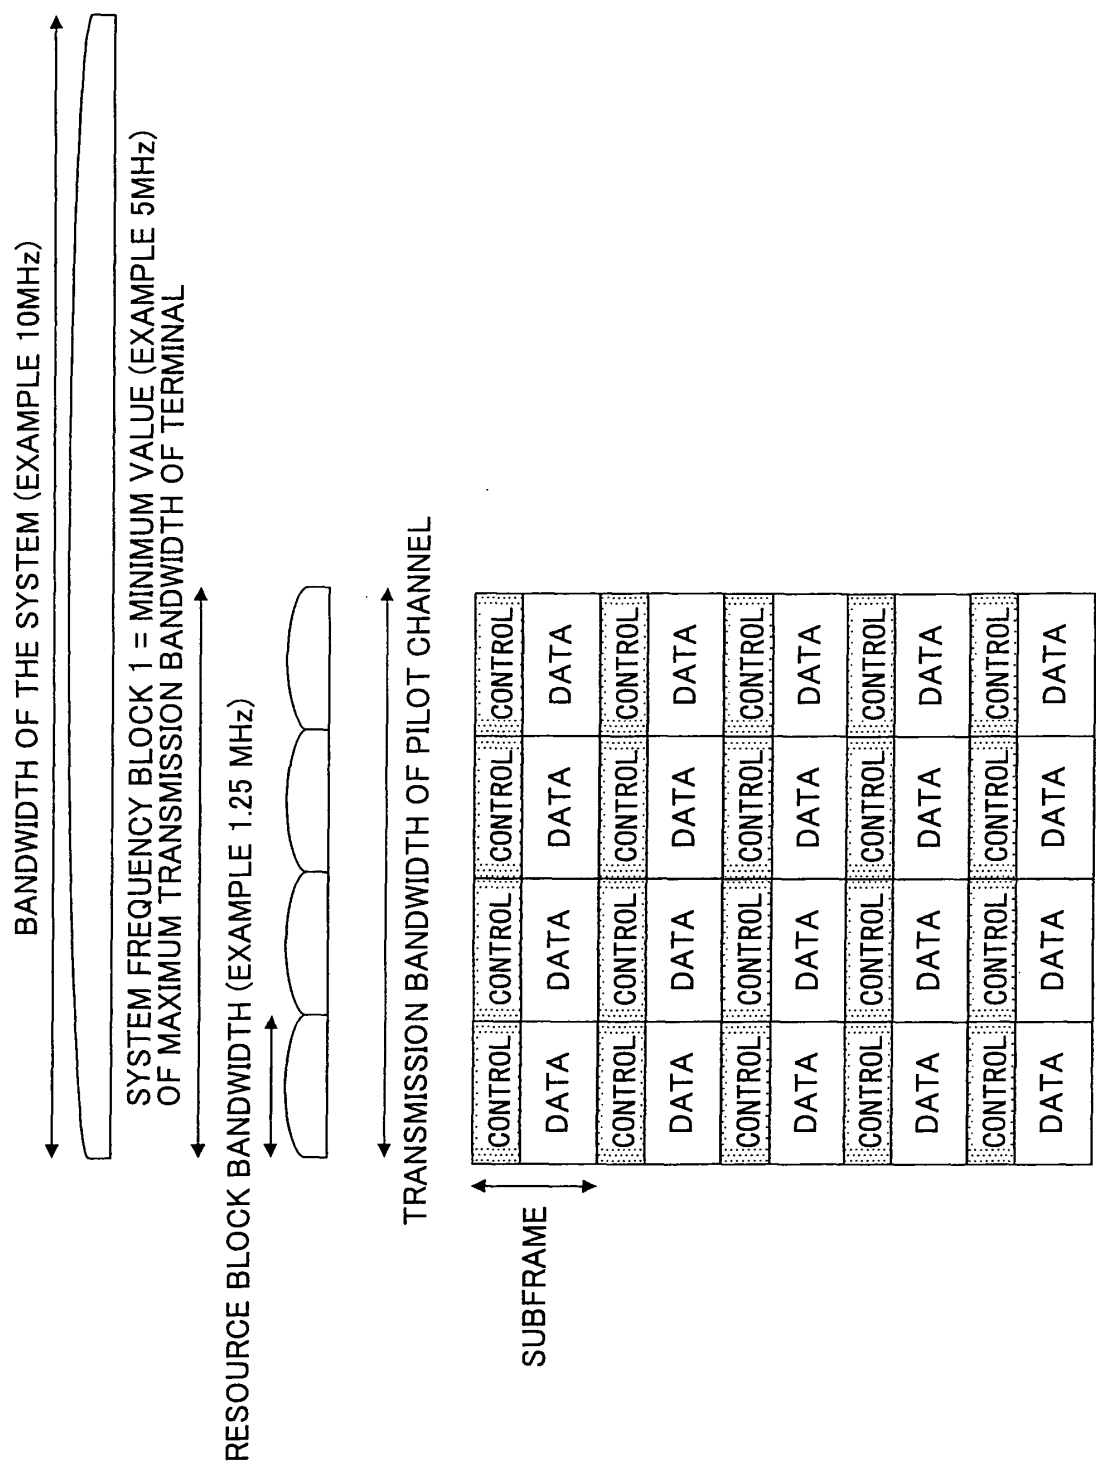 BANDWIDTH OF THE SYSTEM (EXAMPLE 10MHz)
SYSTEM FREQUENCY BLOCK 1 = MINIMUM VALUE (EXAMPLE 5MHz)
OF MAXIMUM TRANSMISSION BANDWIDTH OF TERMINAL
RESOURCE BLOCK BANDWIDTH (EXAMPLE 1.25 MHz)
TRANSMISSION BANDWIDTH OF PILOT CHANNEL
SUBFRAME
CONTROL CONTROL CONTROL CONTROL
DATA DATA DATA DATA
CONTROL CONTROL CONTROL CONTROL
DATA DATA DATA DATA
CONTROL CONTROL CONTROL CONTROL
DATA DATA DATA DATA
CONTROL CONTROL CONTROL CONTROL
DATA DATA DATA DATA
CONTROL CONTROL CONTROL CONTROL
DATA DATA DATA DATA